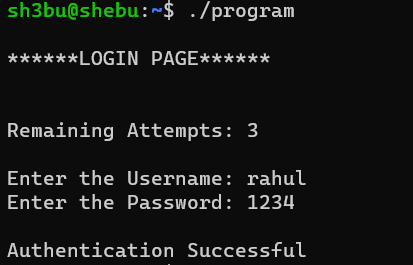 sh3bu@shebu:~$ ./program
******LOGIN PAGE******
Remaining Attempts: 3
Enter the Username: rahul
Enter the Password: 1234
Authentication Successful